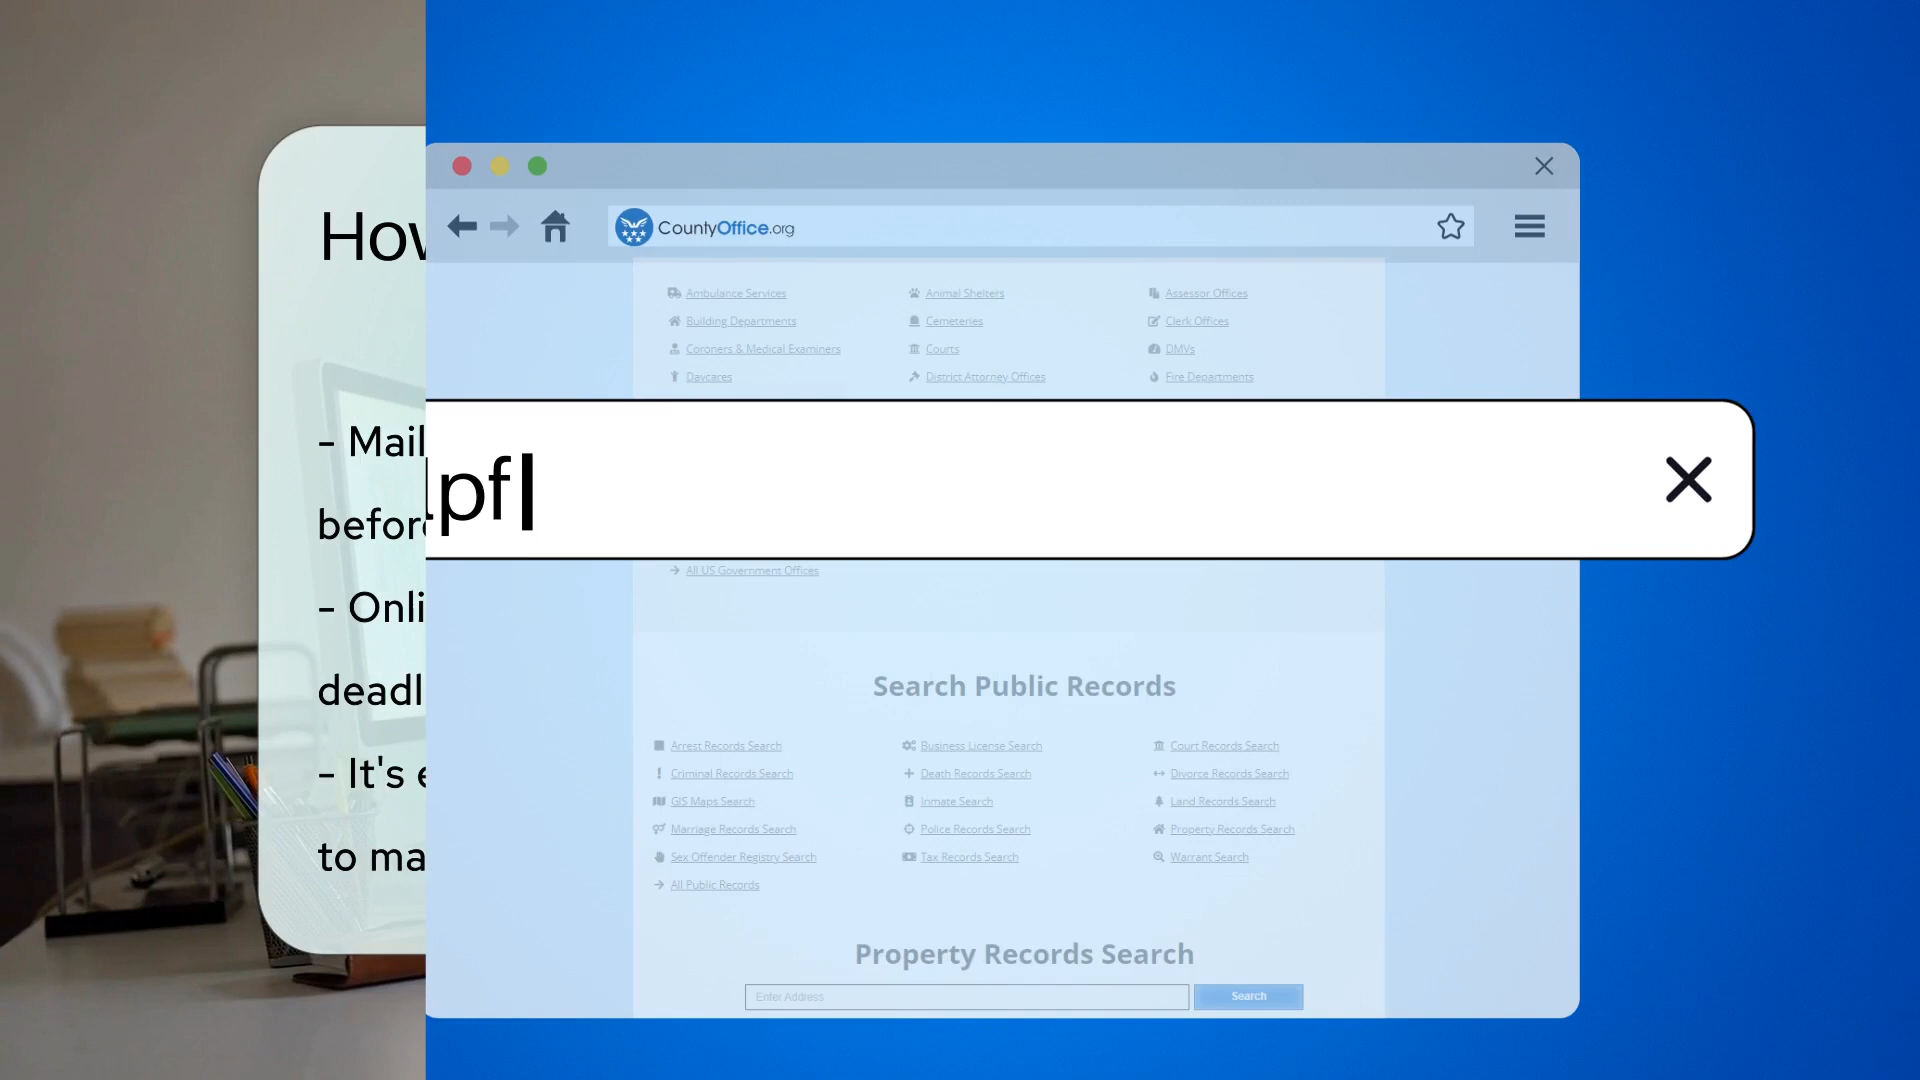 How
- Mail
before
- Onli
deadl
- It's e
to ma
CountyOffice.org
Ambulance Services Animal Shelters Assessor Offices
Building Departments Cemeteries Clerk Offices
Coroners & Medical Examiners Courts DMVs
Daycares District Attorney Offices Fire Departments
pf
All US Government Offices
Search Public Records
Arrest Records Search Business License Search Court Records Search
Criminal Records Search Death Records Search Divorce Records Search
GIS Maps Search Inmate Search Land Records Search
Marriage Records Search Police Records Search Property Records Search
Sex Offender Registry Search Tax Records Search Warrant Search
All Public Records
Property Records Search
Enter Address Search